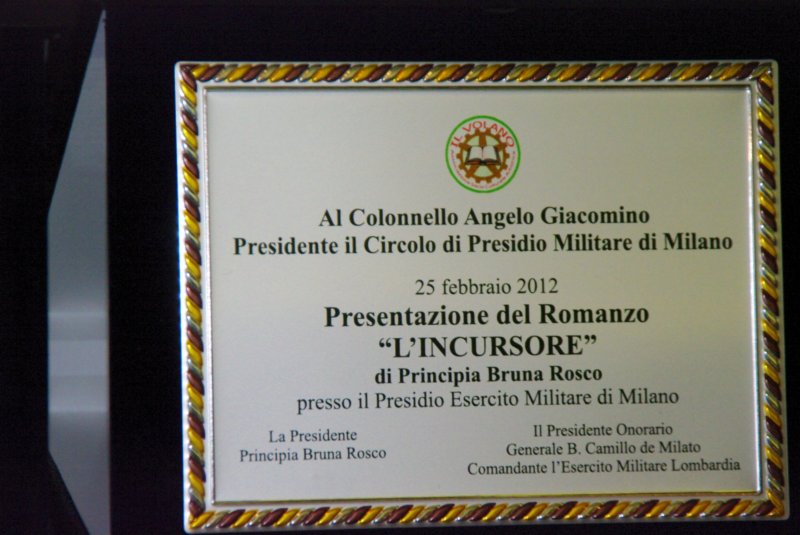 IL VOLANO
Al Colonnello Angelo Giacomino
Presidente il Circolo di Presidio Militare di Milano
25 febbraio 2012
Presentazione del Romanzo
“L’INCURSORE”
di Principia Bruna Rosco
presso il Presidio Esercito Militare di Milano
La Presidente
Principia Bruna Rosco
Il Presidente Onorario
Generale B. Camillo de Milato
Comandante l’Esercito Militare Lombardia